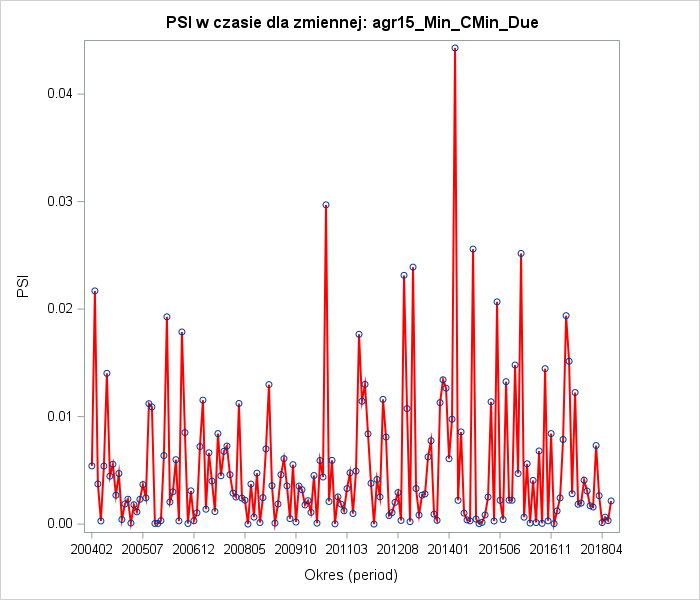 PSI w czasie dla zmiennej: agr15_Min_CMin_Due
0.04
0.03
0.02
0.01
0.00
PSI
200402 200507 200612 200805 200910 201103 201208 201401 201506 201611 201804
Okres (period)